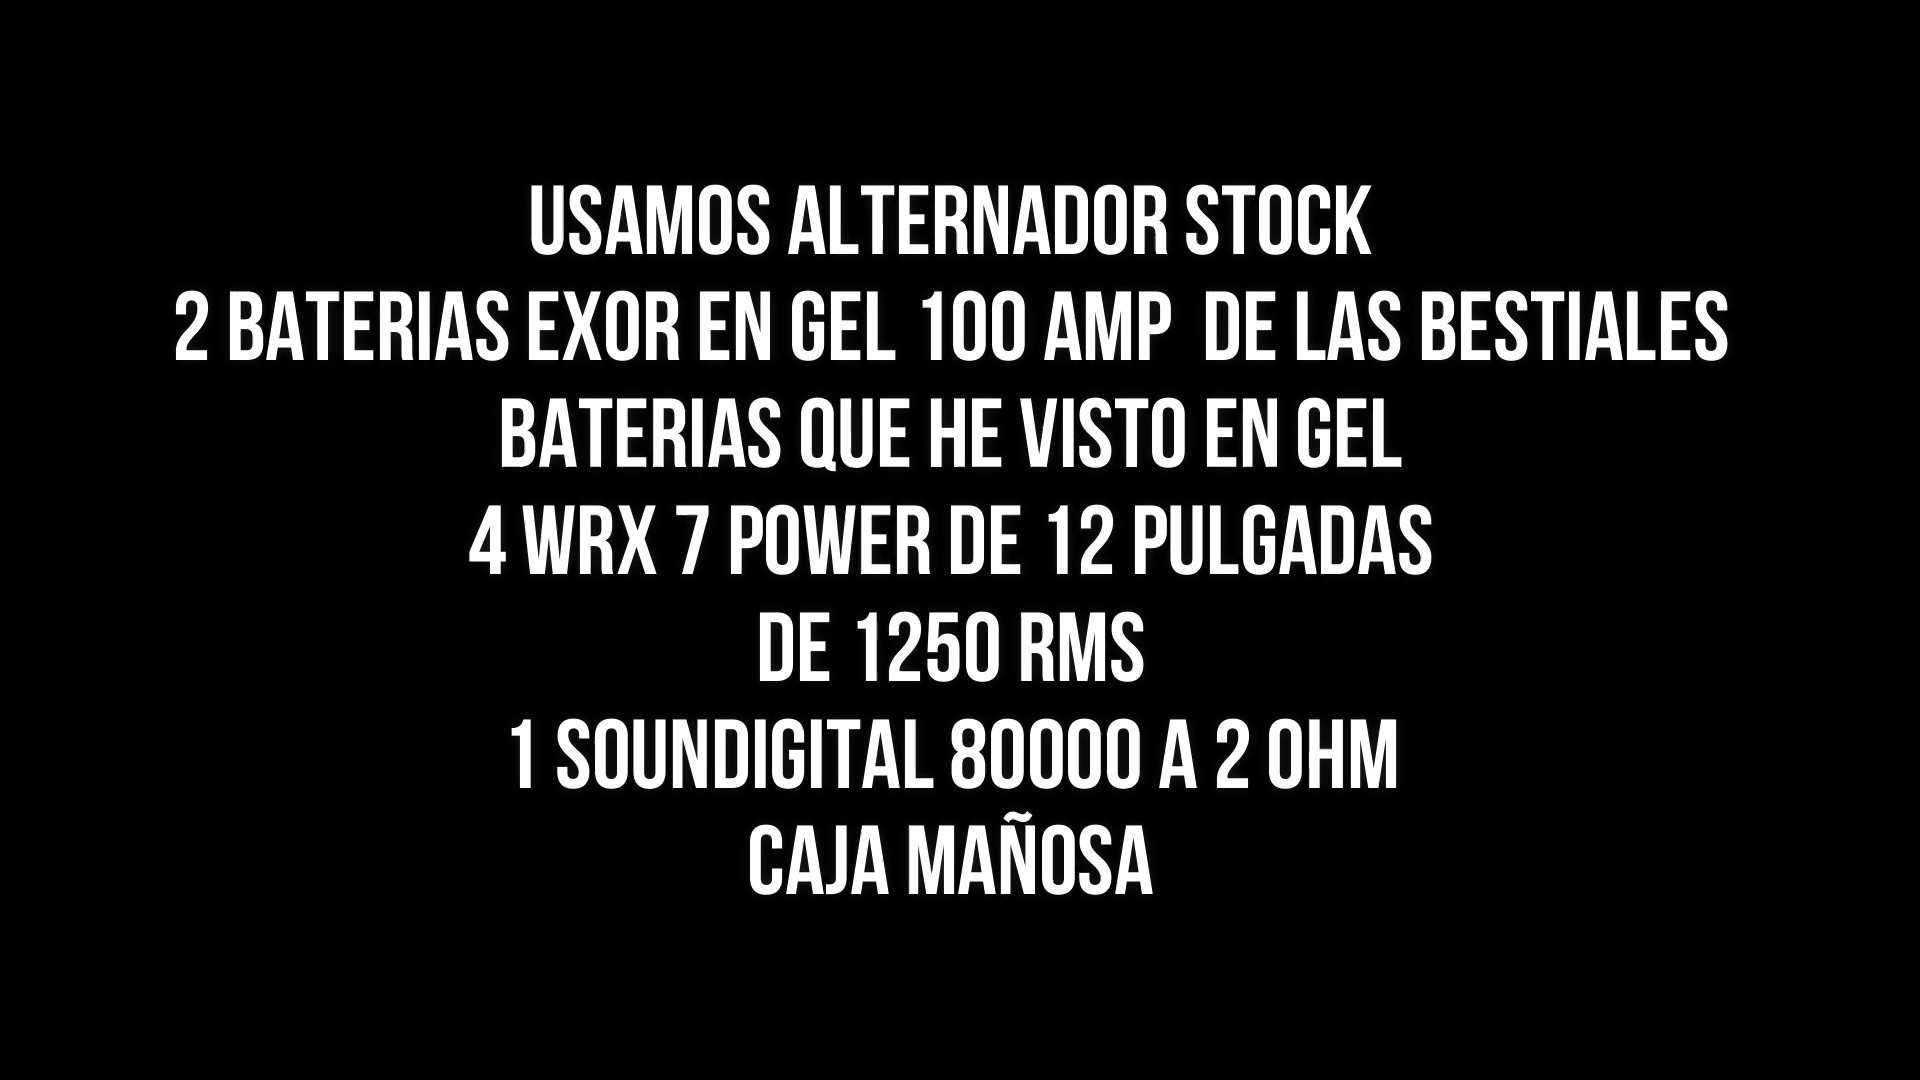 USAMOS ALTERNADOR STOCK
2 BATERIAS EXOR EN GEL 100 AMP  DE LAS BESTIALES
BATERIAS QUE HE VISTO EN GEL
4 WRX 7 POWER DE 12 PULGADAS
DE 1250 RMS
1 SOUNDIGITAL 80000 A 2 OHM
CAJA MAÑOSA